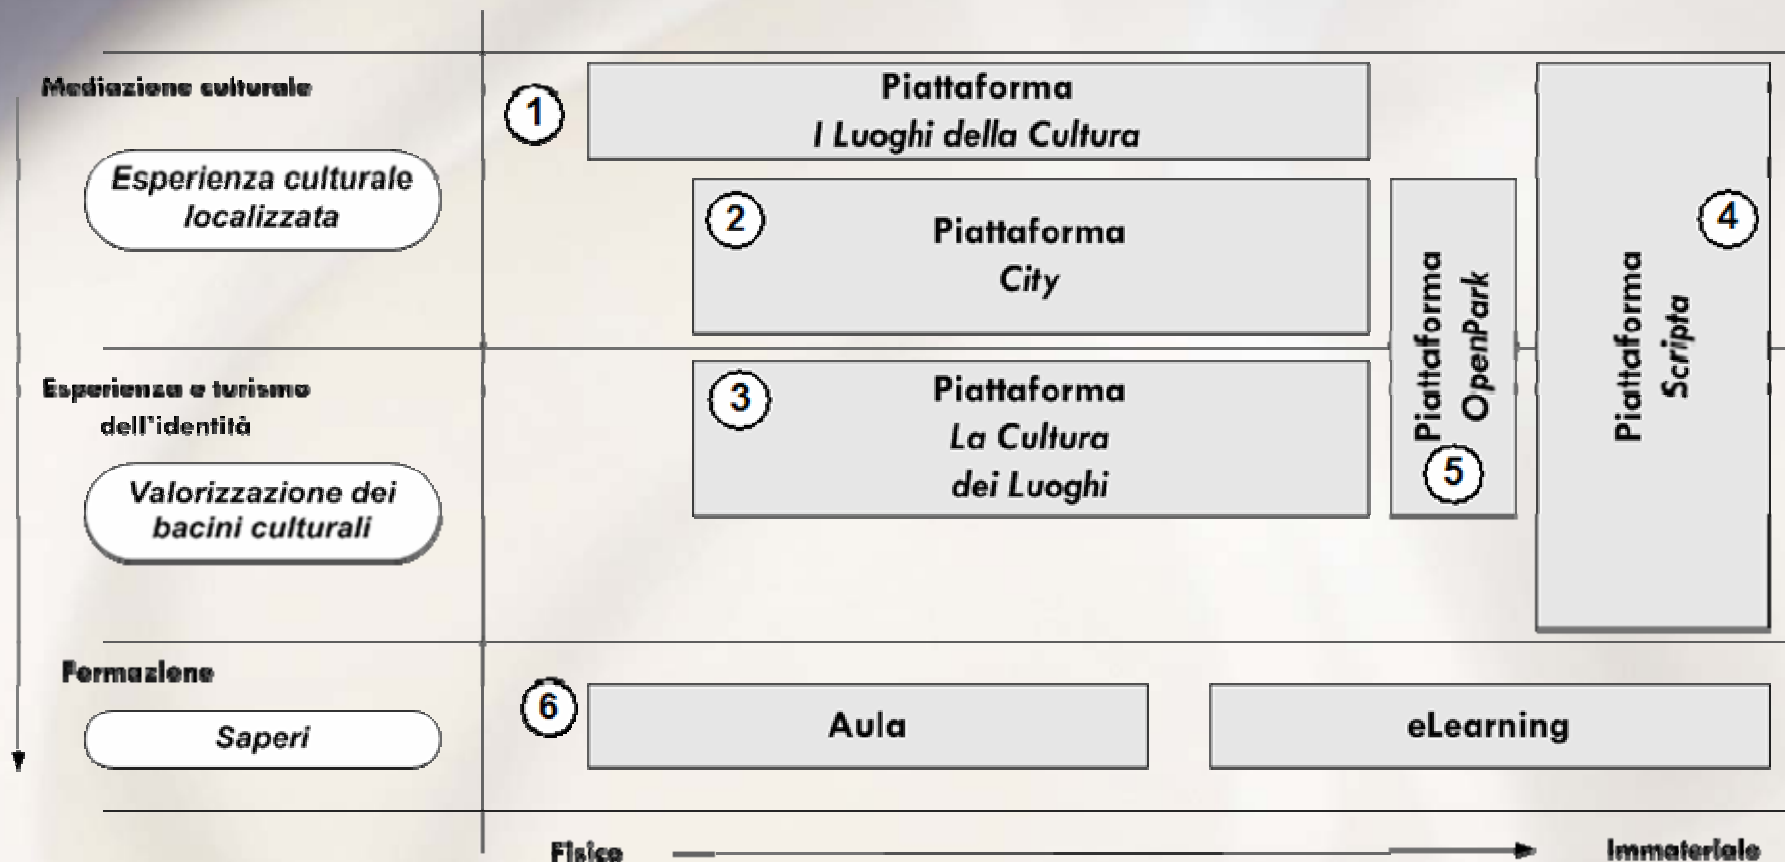 Mediazione culturale
Esperienza culturale
localizzata
1
Piattaforma
I Luoghi della Cultura
2
Piattaforma
City
Piattaforma
OpenPark
5
4
Piattaforma
Scripta
Esperienza e turismo
dell'identità
Valorizzazione dei
bacini culturali
3
Piattaforma
La Cultura
dei Luoghi
Formazione
Saperi
6
Aula
eLearning
Fisico
Immateriale